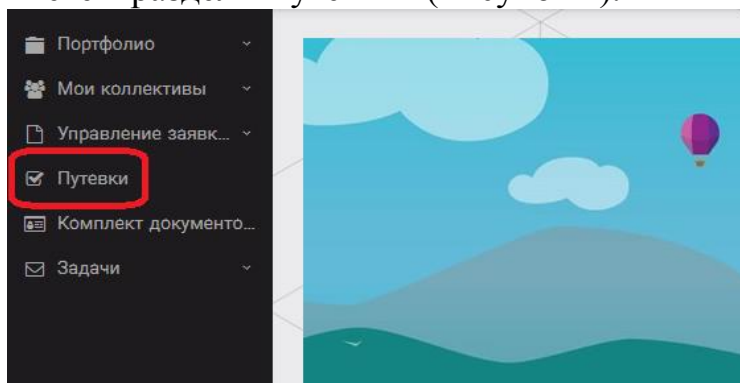 Портфолио
Мои коллективы
Управление заявк...
Путевки
Комплект документо...
Задачи